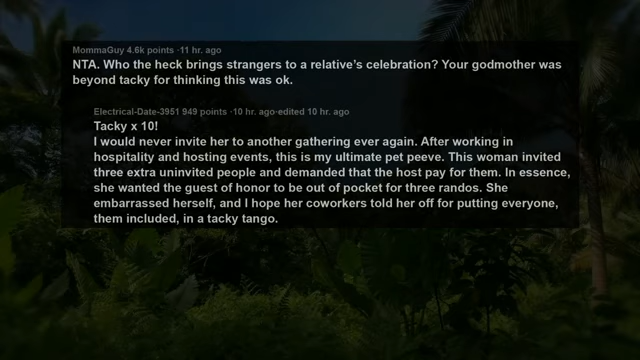 MommaGuy 4.6k points ·11 hr. ago
NTA. Who the heck brings strangers to a relative's celebration? Your godmother was
beyond tacky for thinking this was ok.
Electrical-Date-3951 949 points ·10 hr. ago·edited 10 hr. ago
Tacky x 10!
I would never invite her to another gathering ever again. After working in
hospitality and hosting events, this is my ultimate pet peeve. This woman invited
three extra uninvited people and demanded that the host pay for them. In essence,
she wanted the guest of honor to be out of pocket for three randos. She
embarrassed herself, and I hope her coworkers told her off for putting everyone,
them included, in a tacky tango.